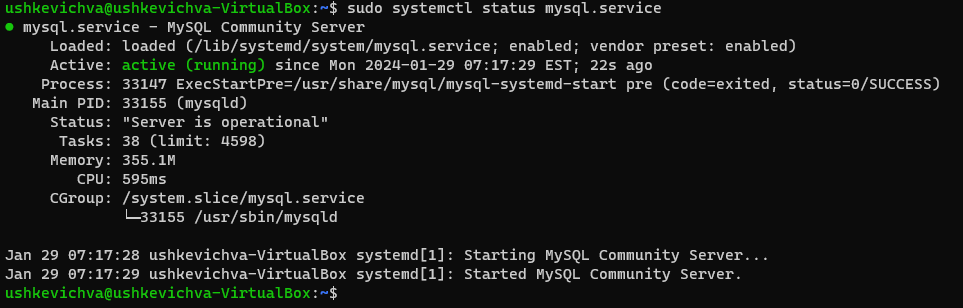 ushkevichva@ushkevichva-VirtualBox:~$ sudo systemctl status mysql.service
● mysql.service - MySQL Community Server
     Loaded: loaded (/lib/systemd/system/mysql.service; enabled; vendor preset: enabled)
     Active: active (running) since Mon 2024-01-29 07:17:29 EST; 22s ago
    Process: 33147 ExecStartPre=/usr/share/mysql/mysql-systemd-start pre (code=exited, status=0/SUCCESS)
   Main PID: 33155 (mysqld)
     Status: "Server is operational"
      Tasks: 38 (limit: 4598)
     Memory: 355.1M
        CPU: 595ms
     CGroup: /system.slice/mysql.service
             └─33155 /usr/sbin/mysqld

Jan 29 07:17:28 ushkevichva-VirtualBox systemd[1]: Starting MySQL Community Server...
Jan 29 07:17:29 ushkevichva-VirtualBox systemd[1]: Started MySQL Community Server.
ushkevichva@ushkevichva-VirtualBox:~$